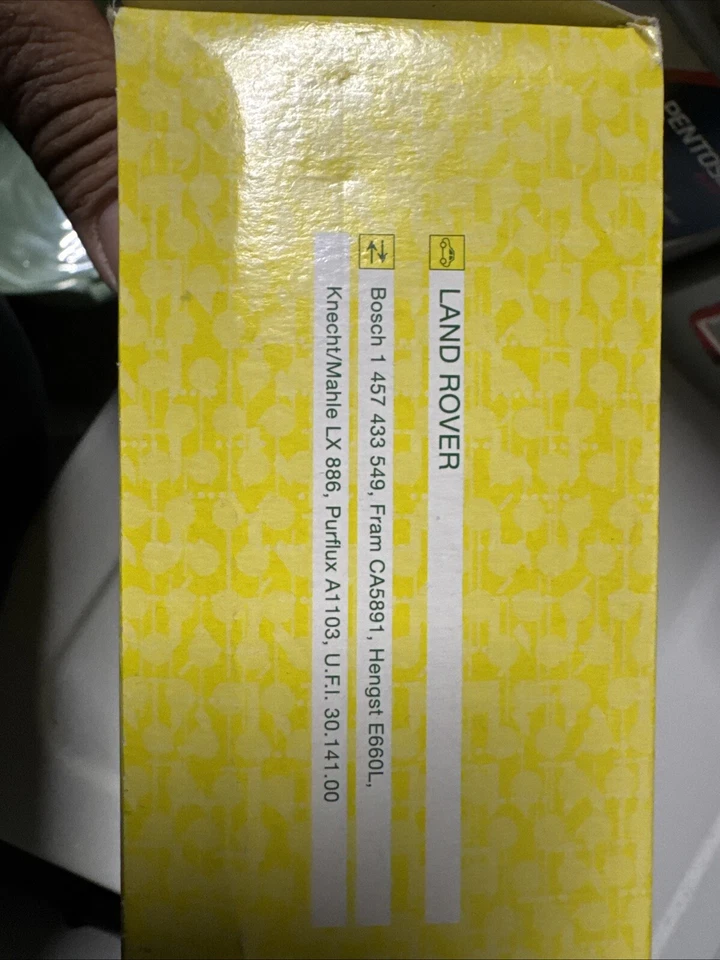 LAND ROVER
Bosch 1 457 433 549, Fram CA5891, Hengst E660L,
Knecht/Mahle LX 886, Purflux A1103, U.F.I. 30.141.00
PENTOS